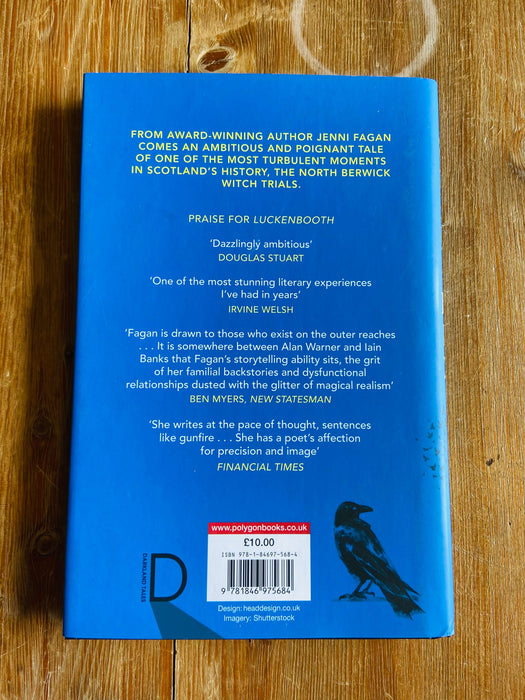 FROM AWARD-WINNING AUTHOR JENNI FAGAN
COMES AN AMBITIOUS AND POIGNANT TALE
OF ONE OF THE MOST TURBULENT MOMENTS
IN SCOTLAND'S HISTORY, THE NORTH BERWICK
WITCH TRIALS.
PRAISE FOR LUCKENBOOTH
'Dazzlingly ambitious'
DOUGLAS STUART
'One of the most stunning literary experiences
I've had in years'
IRVINE WELSH
'Fagan is drawn to those who exist on the outer reaches
. . . It is somewhere between Alan Warner and Iain
Banks that Fagan's storytelling ability sits, the grit
of her familial backstories and dysfunctional
relationships dusted with the glitter of magical realism'
BEN MYERS, NEW STATESMAN
'She writes at the pace of thought, sentences
like gunfire . . . She has a poet's affection
for precision and image'
FINANCIAL TIMES
www.polygonbooks.co.uk
£10.00
ISBN 978-1-84697-568-4
9 781846 975684
DARKLAND TALES
D
Design: headdesign.co.uk
Imagery: Shutterstock